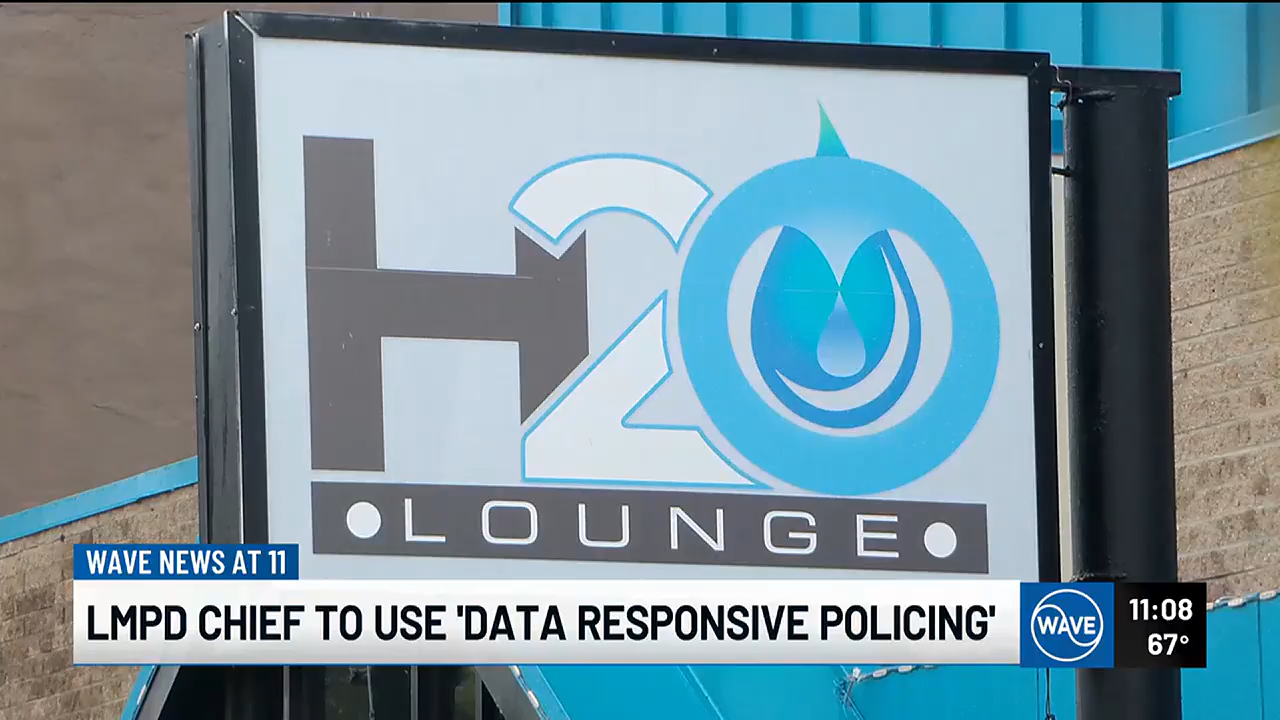 H2O
LOUNGE
WAVE NEWS AT 11
LMPD CHIEF TO USE 'DATA RESPONSIVE POLICING'
WAVE
11:08
67°